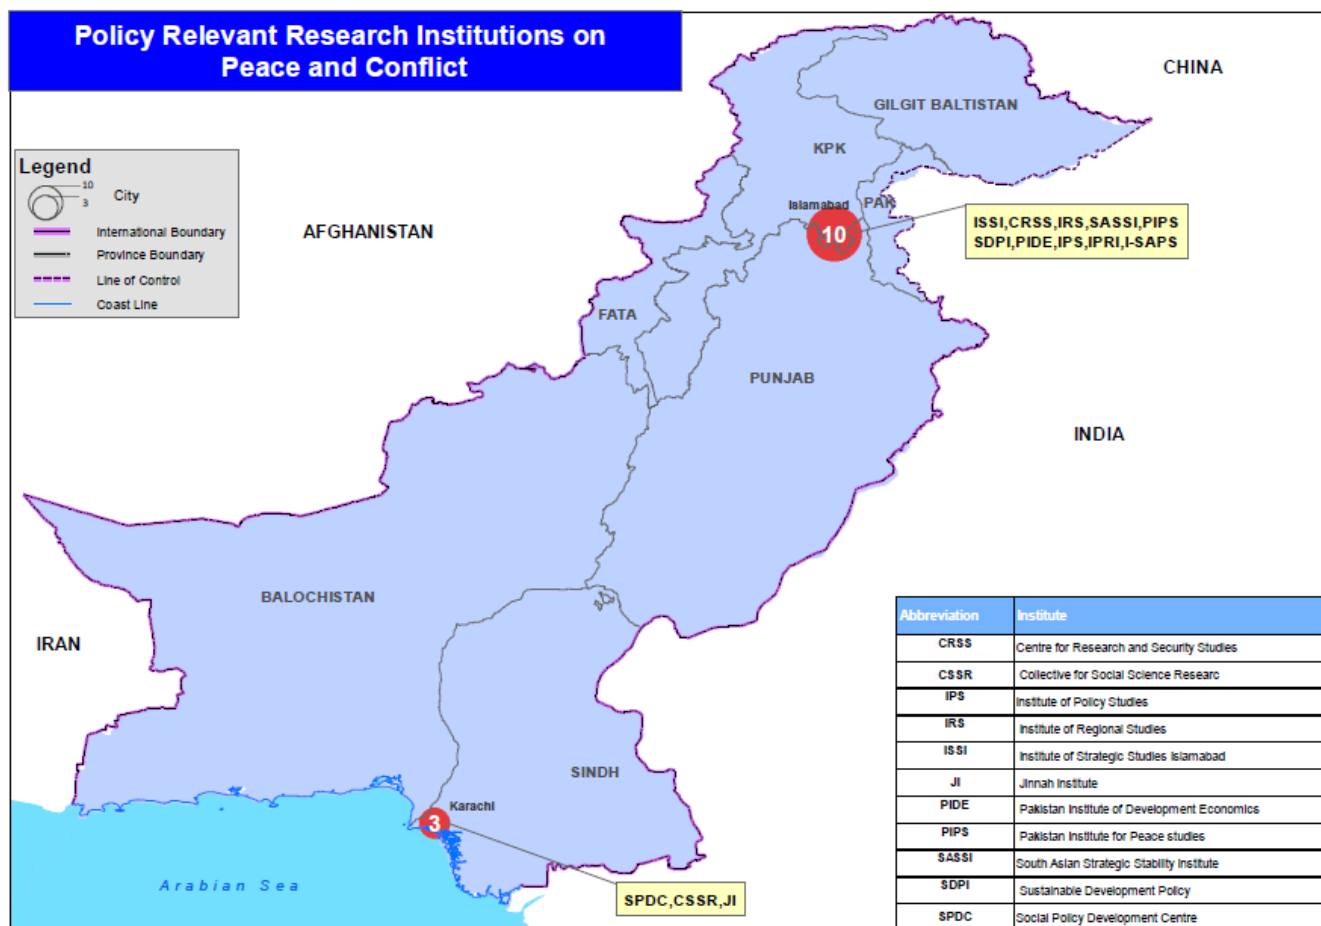 Policy Relevant Research Institutions on
Peace and Conflict
CHINA
GILGIT BALTISTAN
KPK
Legend
10
3
City
International Boundary
Province Boundary
Line of Control
Coast Line
AFGHANISTAN
Islamabad
PAK
10
ISSI,CRSS,IRS,SASSI,PIPS
SDPI,PIDE,IPS,IPRI,I-SAPS
FATA
PUNJAB
INDIA
BALOCHISTAN
IRAN
SINDH
Karachi
3
Arabian Sea
SPDC,CSSR,JI
Abbreviation Institute
CRSS Centre for Research and Security Studies
CSSR Collective for Social Science Researc
IPS Institute of Policy Studies
IRS Institute of Regional Studies
ISSI Institute of Strategic Studies Islamabad
JI Jinnah Institute
PIDE Pakistan Institute of Development Economics
PIPS Pakistan Institute for Peace studies
SASSI South Asian Strategic Stability Institute
SDPI Sustainable Development Policy
SPDC Social Policy Development Centre